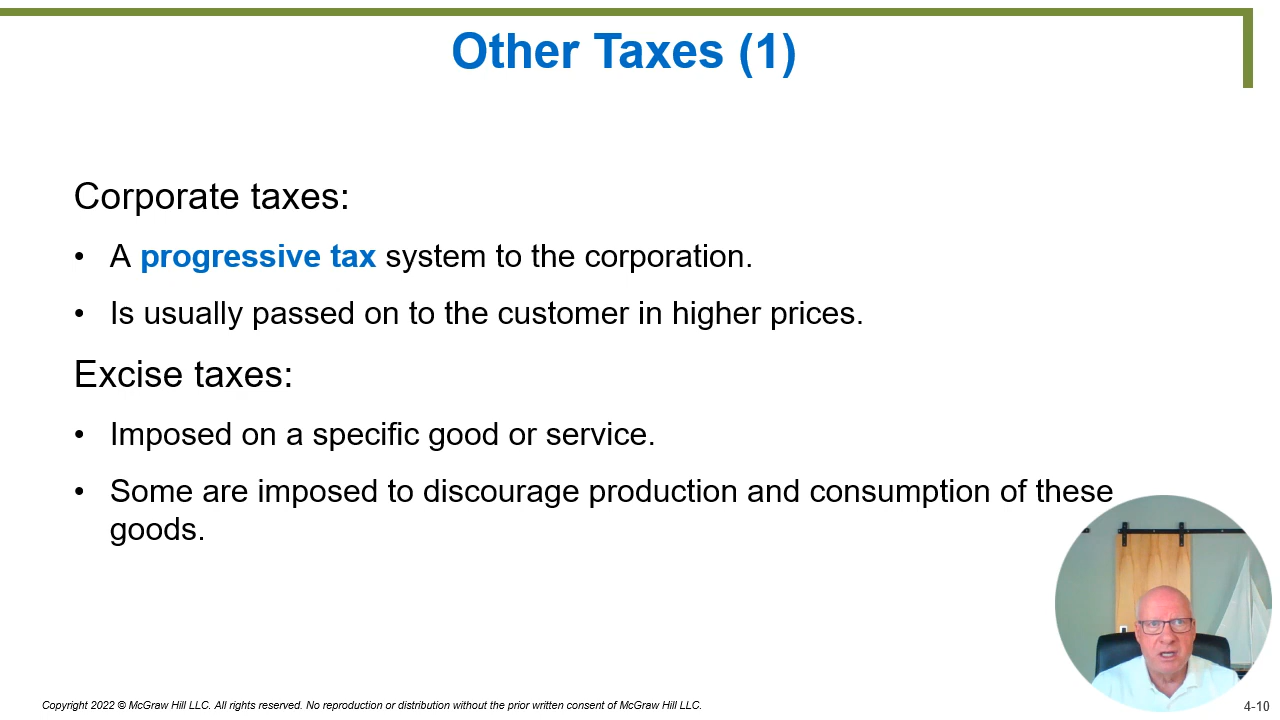 Other Taxes (1)
Corporate taxes:
• A progressive tax system to the corporation.
• Is usually passed on to the customer in higher prices.
Excise taxes:
• Imposed on a specific good or service.
• Some are imposed to discourage production and consumption of these
goods.
Copyright 2022 © McGraw Hill LLC. All rights reserved. No reproduction or distribution without the prior written consent of McGraw Hill LLC.
4-10